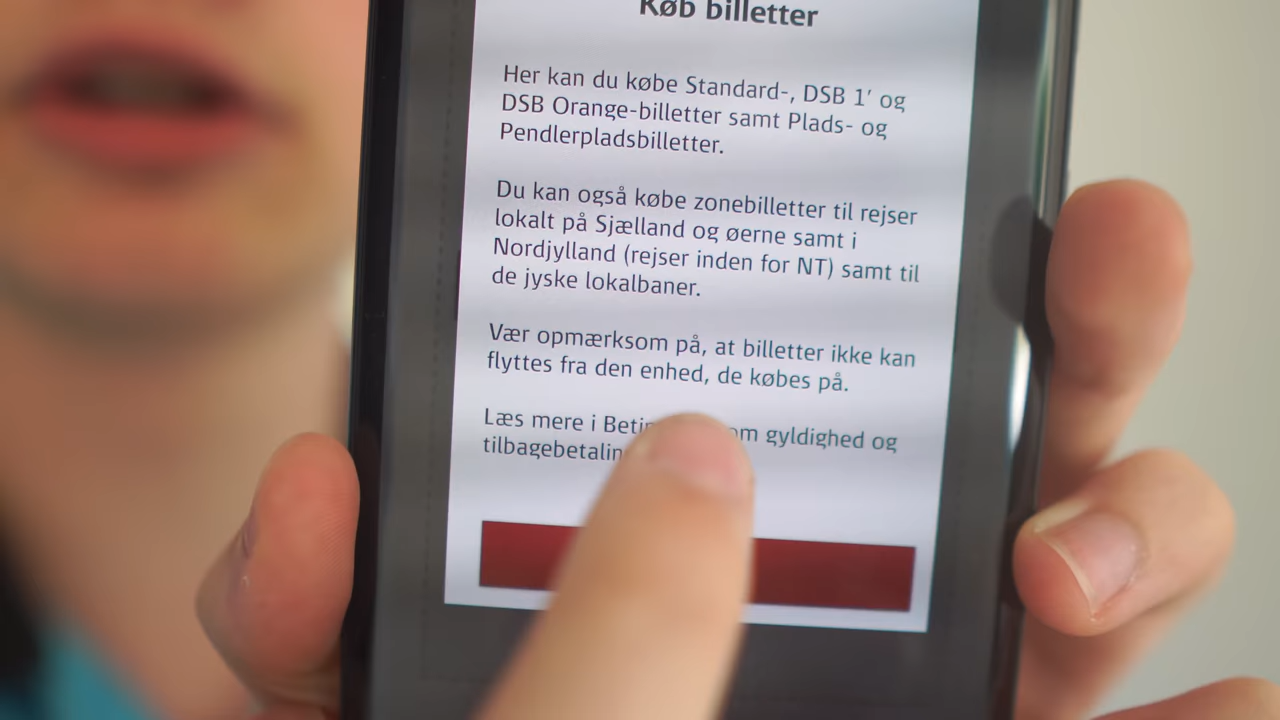 Køb billetter
Her kan du købe Standard-, DSB 1' og
DSB Orange-billetter samt Plads- og
Pendlerpladsbilletter.
Du kan også købe zonebilletter til rejser
lokalt på Sjælland og øerne samt i
Nordjylland (rejser inden for NT) samt til
de jyske lokalbaner.
Vær opmærksom på, at billetter ikke kan
flyttes fra den enhed, de købes på.
Læs mere i gyldighed og